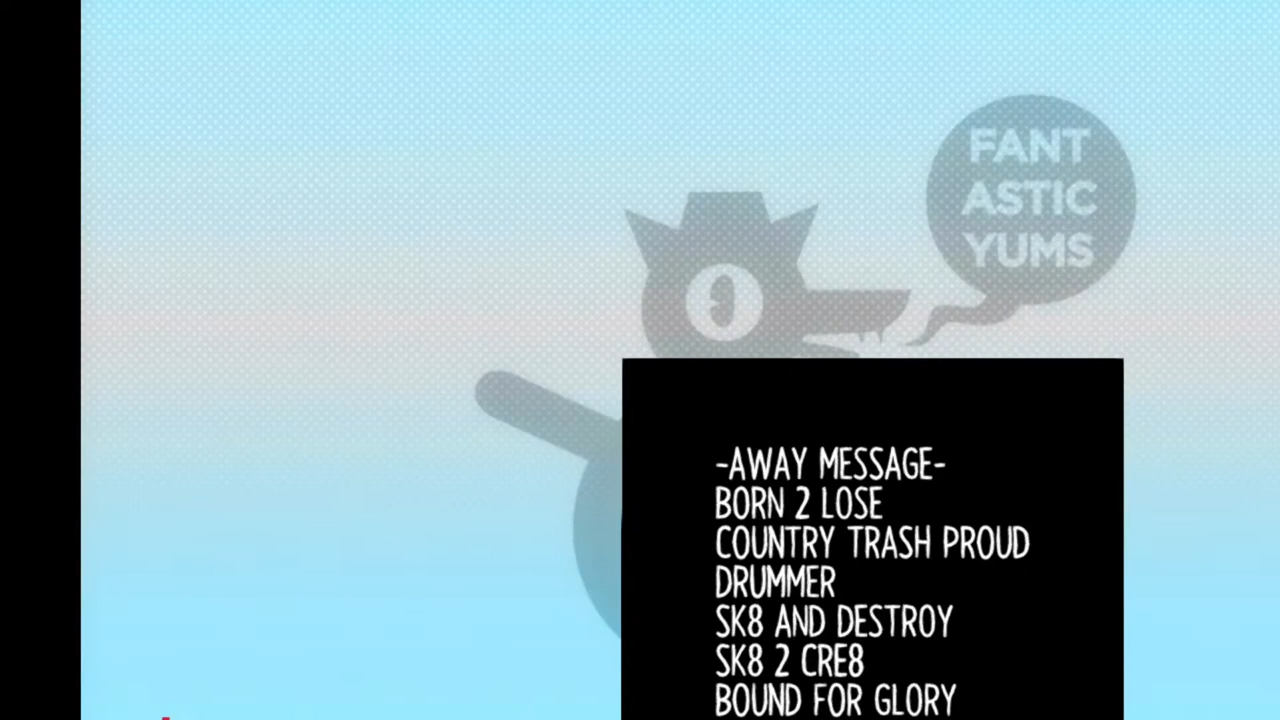 FANT
ASTIC
YUMS
-AWAY MESSAGE-
BORN 2 LOSE
COUNTRY TRASH PROUD
DRUMMER
SK8 AND DESTROY
SK8 2 CRE8
BOUND FOR GLORY